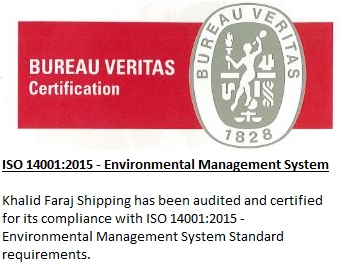 BUREAU VERITAS
Certification
BUREAU VERITAS
1828
ISO 14001:2015 - Environmental Management System
Khalid Faraj Shipping has been audited and certified
for its compliance with ISO 14001:2015 -
Environmental Management System Standard
requirements.